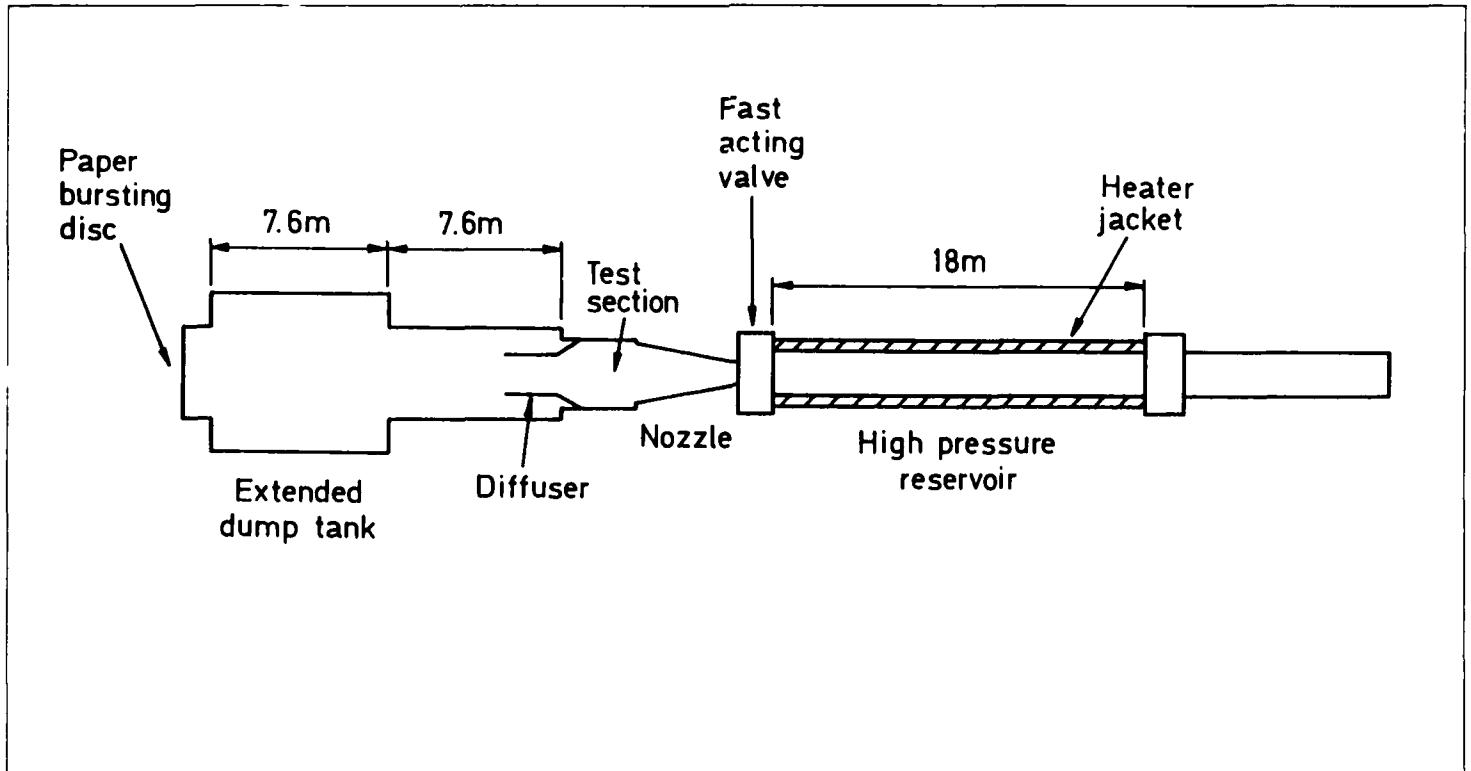 Paper
bursting
disc
7.6m
7.6m
Test
section
Fast
acting
valve
18m
Heater
jacket
Nozzle
High pressure
reservoir
Diffuser
Extended
dump tank